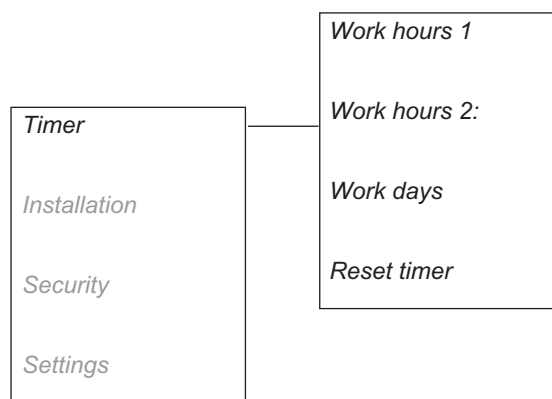 Timer
Installation
Security
Settings
Work hours 1
Work hours 2:
Work days
Reset timer